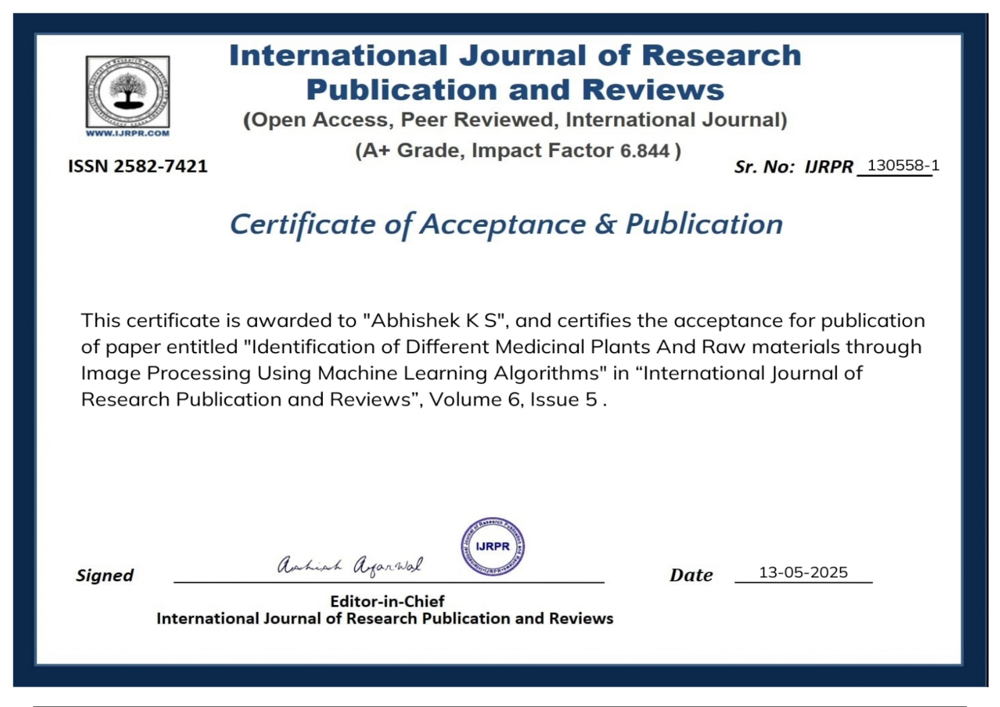 International Journal of Research
Publication and Reviews
(Open Access, Peer Reviewed, International Journal)
(A+ Grade, Impact Factor 6.844 )
WWW.IJRPR.COM
ISSN 2582-7421
Sr. No: IJRPR 130558-1
Certificate of Acceptance & Publication
This certificate is awarded to "Abhishek K S", and certifies the acceptance for publication
of paper entitled "Identification of Different Medicinal Plants And Raw materials through
Image Processing Using Machine Learning Algorithms" in “International Journal of
Research Publication and Reviews”, Volume 6, Issue 5 .
Signed
Ashish Agarwal
IJRPR
Date 13-05-2025
Editor-in-Chief
International Journal of Research Publication and Reviews